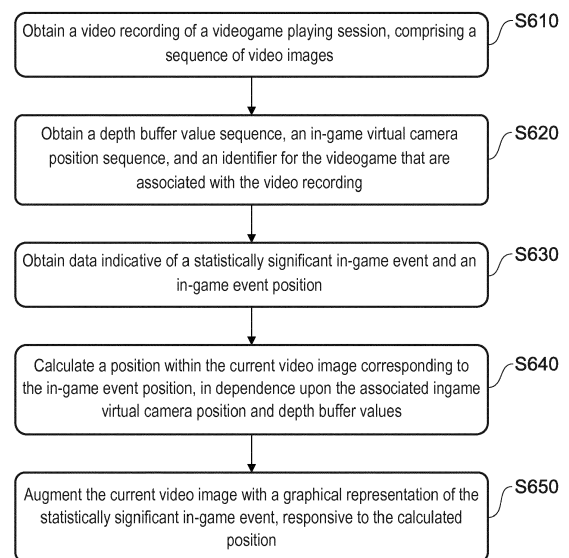 Obtain a video recording of a videogame playing session, comprising a
sequence of video images
S610
Obtain a depth buffer value sequence, an in-game virtual camera
position sequence, and an identifier for the videogame that are
associated with the video recording
S620
Obtain data indicative of a statistically significant in-game event and an
in-game event position
S630
Calculate a position within the current video image corresponding to
the in-game event position, in dependence upon the associated ingame
virtual camera position and depth buffer values
S640
Augment the current video image with a graphical representation of the
statistically significant in-game event, responsive to the calculated
position
S650